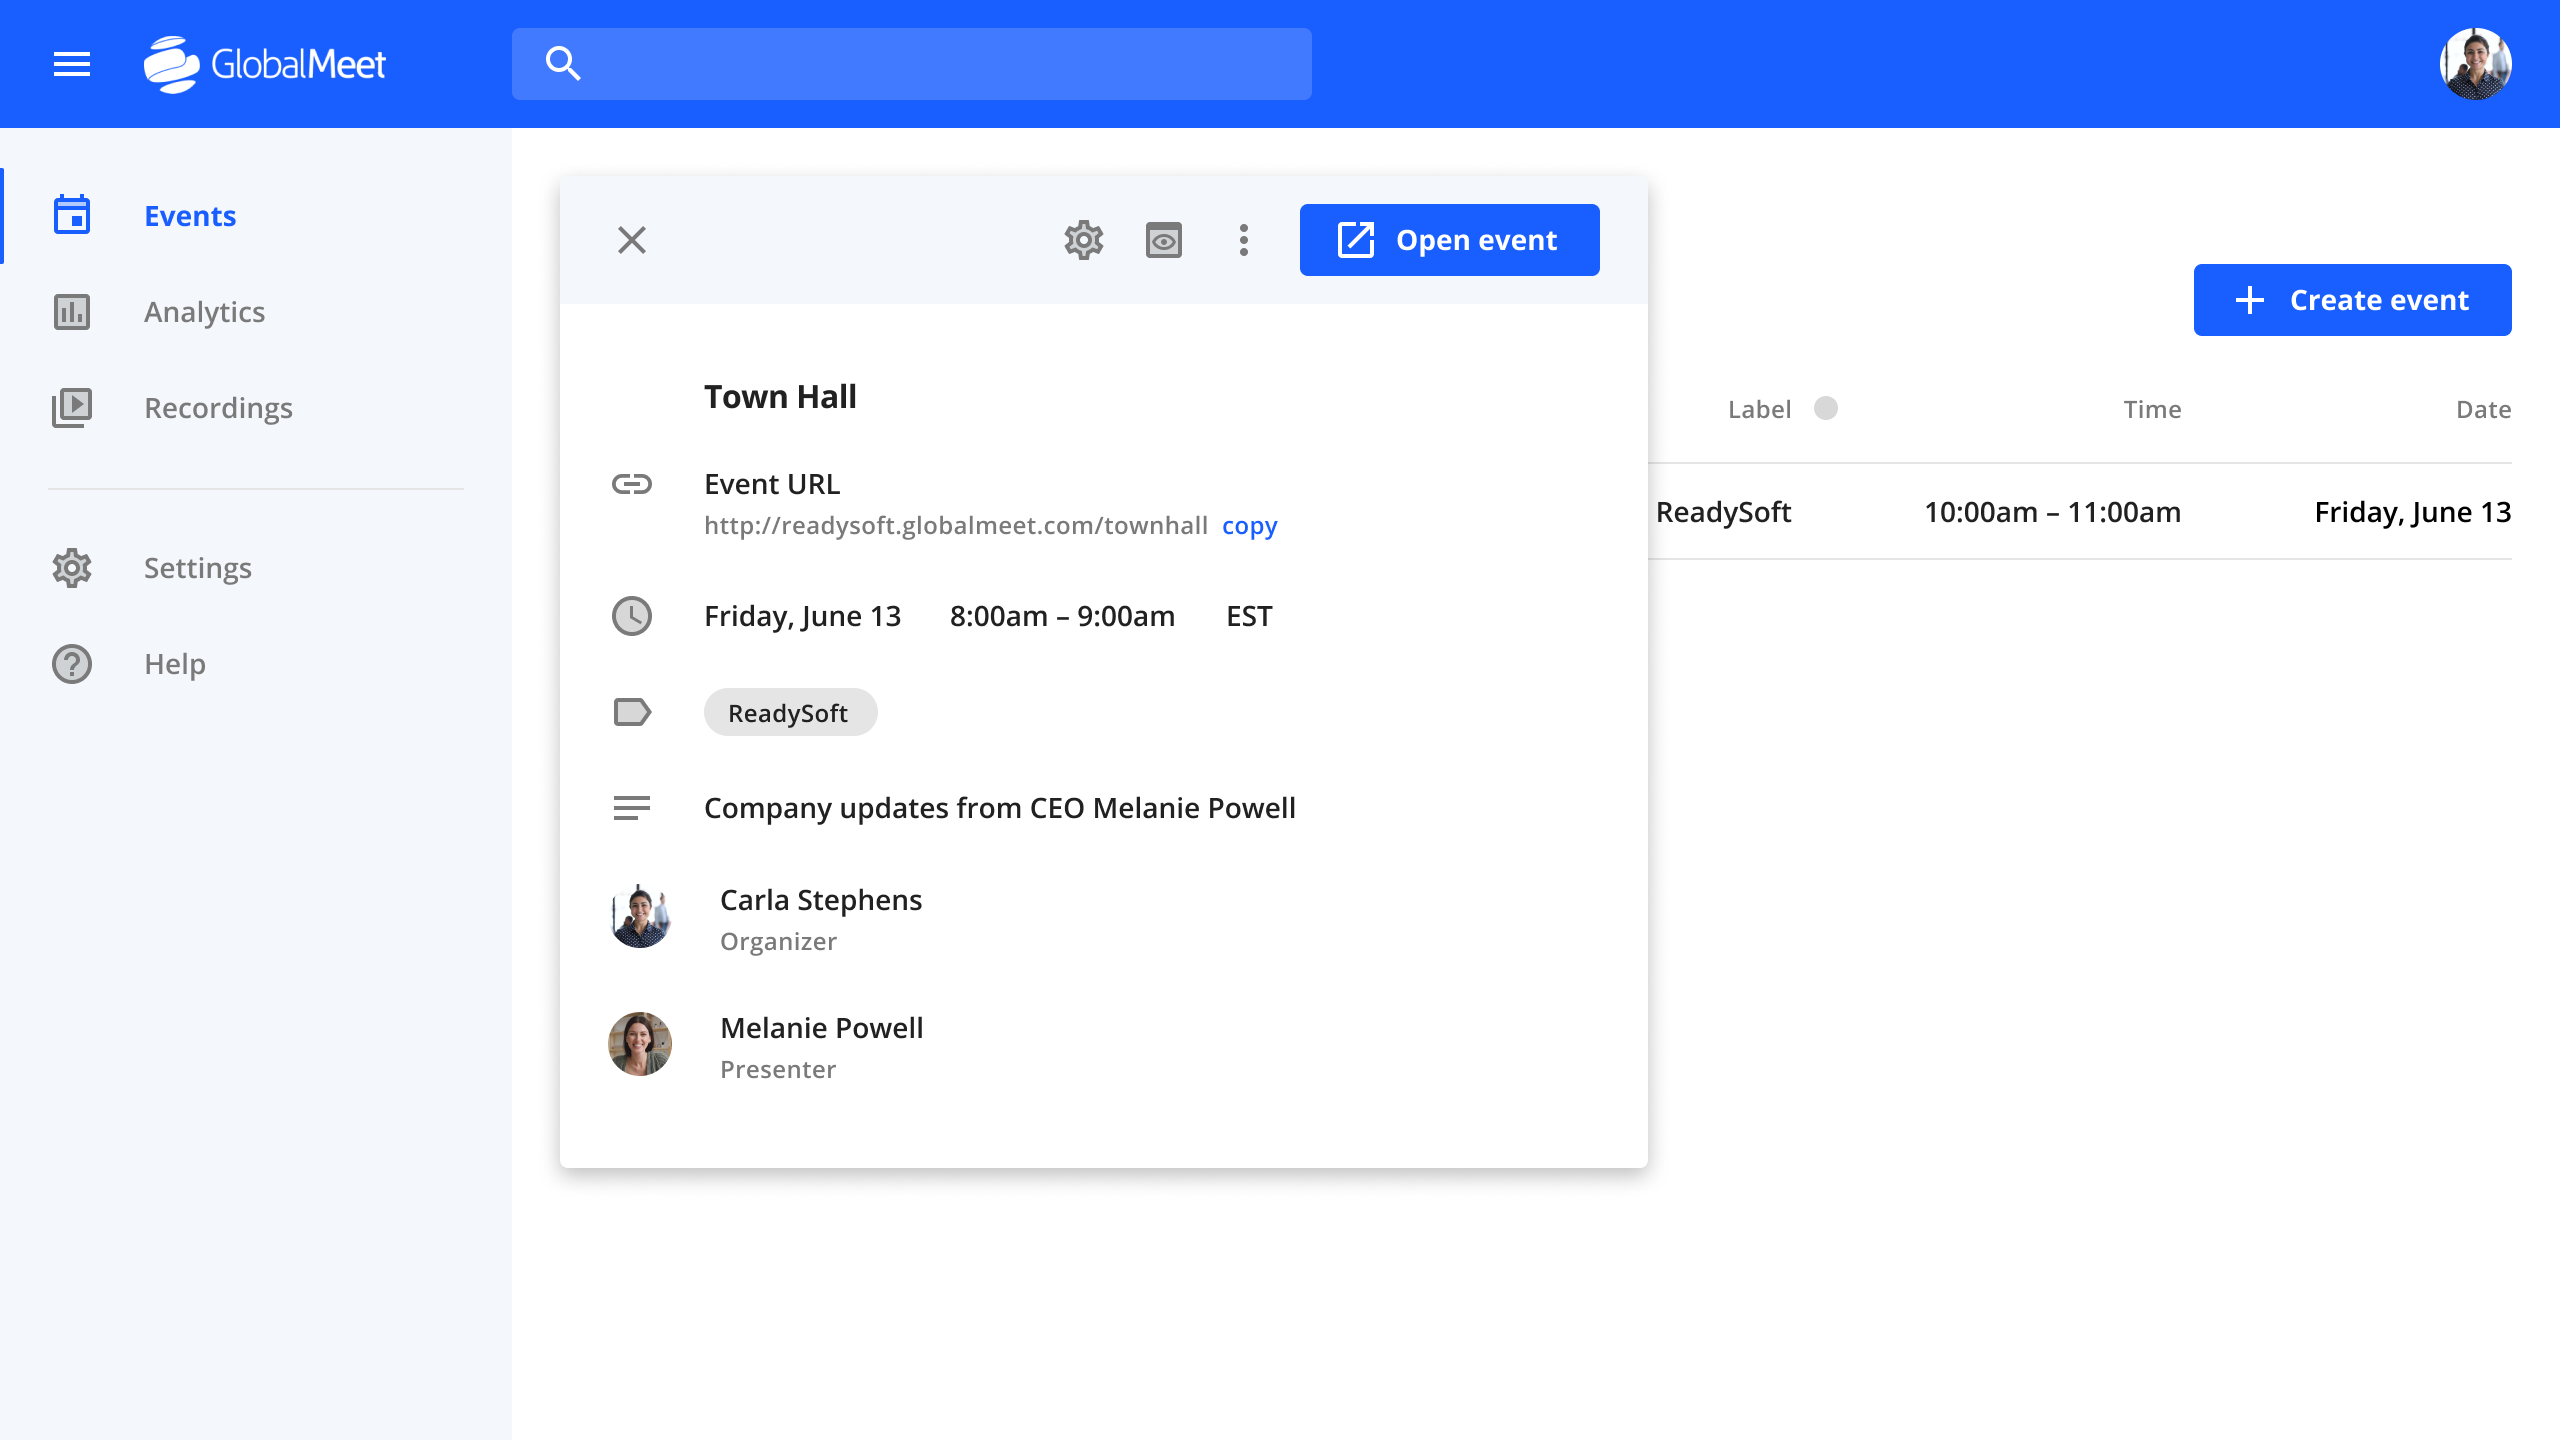 GlobalMeet
Events
Analytics
Recordings
Settings
Help
Open event
Town Hall
Event URL
http://readysoft.globalmeet.com/townhall copy
Friday, June 13 8:00am – 9:00am EST
ReadySoft
Company updates from CEO Melanie Powell
Carla Stephens
Organizer
Melanie Powell
Presenter
Create event
Label Time Date
ReadySoft 10:00am – 11:00am Friday, June 13